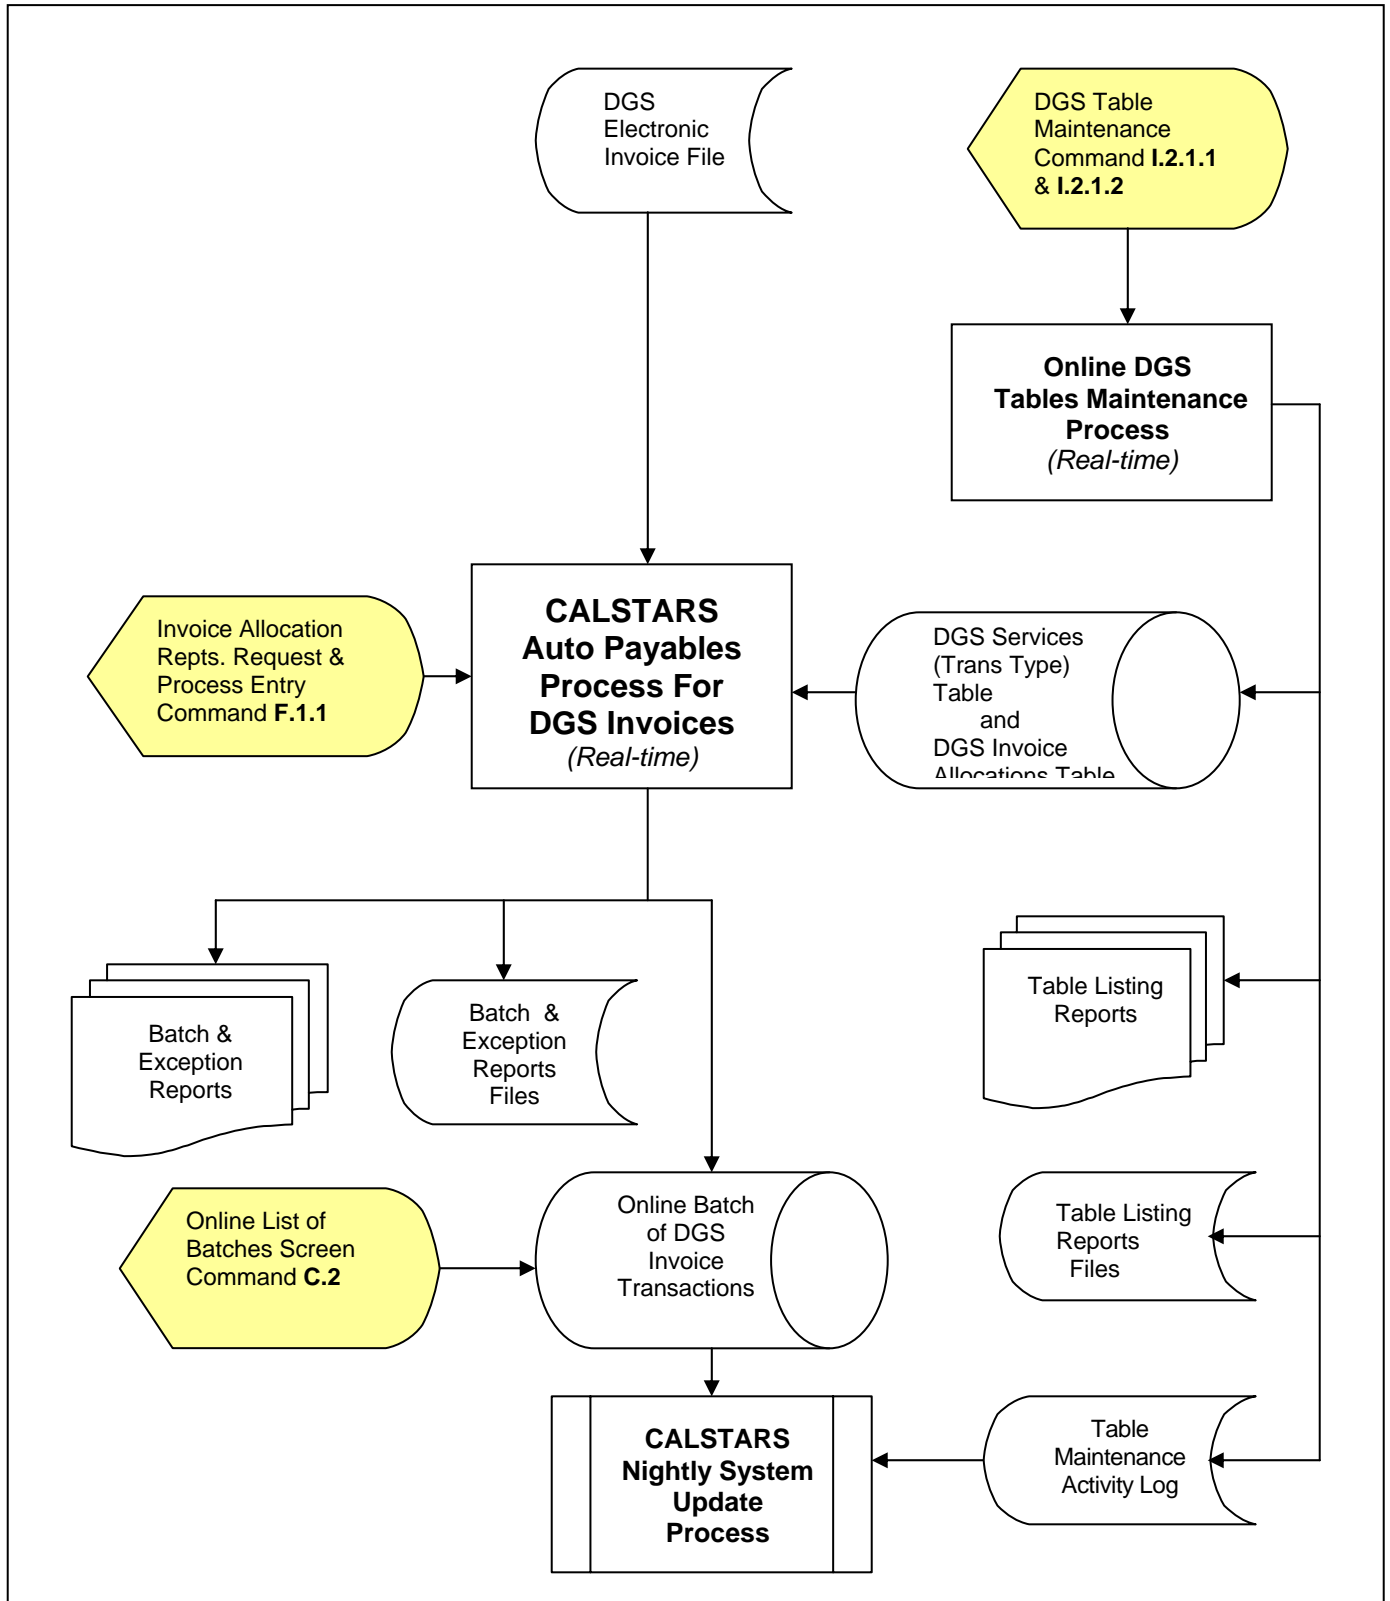 DGS
Electronic
Invoice File
DGS Table
Maintenance
Command I.2.1.1
& I.2.1.2
Online DGS
Tables Maintenance
Process
(Real-time)
CALSTARS
Auto Payables
Process For
DGS Invoices
(Real-time)
Invoice Allocation
Repts. Request &
Process Entry
Command F.1.1
DGS Services
(Trans Type)
Table
and
DGS Invoice
Allocations Table
Batch &
Exception
Reports
Batch & 
Exception
Reports
Files
Table Listing
Reports
Online List of
Batches Screen
Command C.2
Online Batch
of DGS
Invoice
Transactions
Table Listing
Reports
Files
CALSTARS
Nightly System
Update
Process
Table
Maintenance
Activity Log